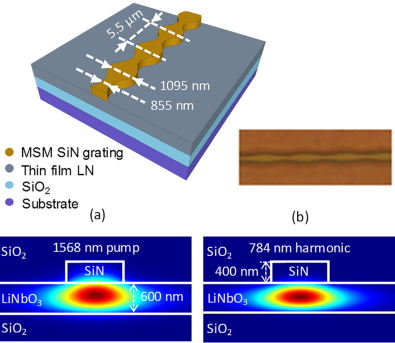 5.5 µm
1095 nm
855 nm
MSM SiN grating
Thin film LN
SiO₂
Substrate
(a)
(b)
SiO₂ 1568 nm pump
SiN
LiNbO₃ 600 nm
SiO₂
SiO₂ 784 nm harmonic
400 nm SiN
LiNbO₃
SiO₂